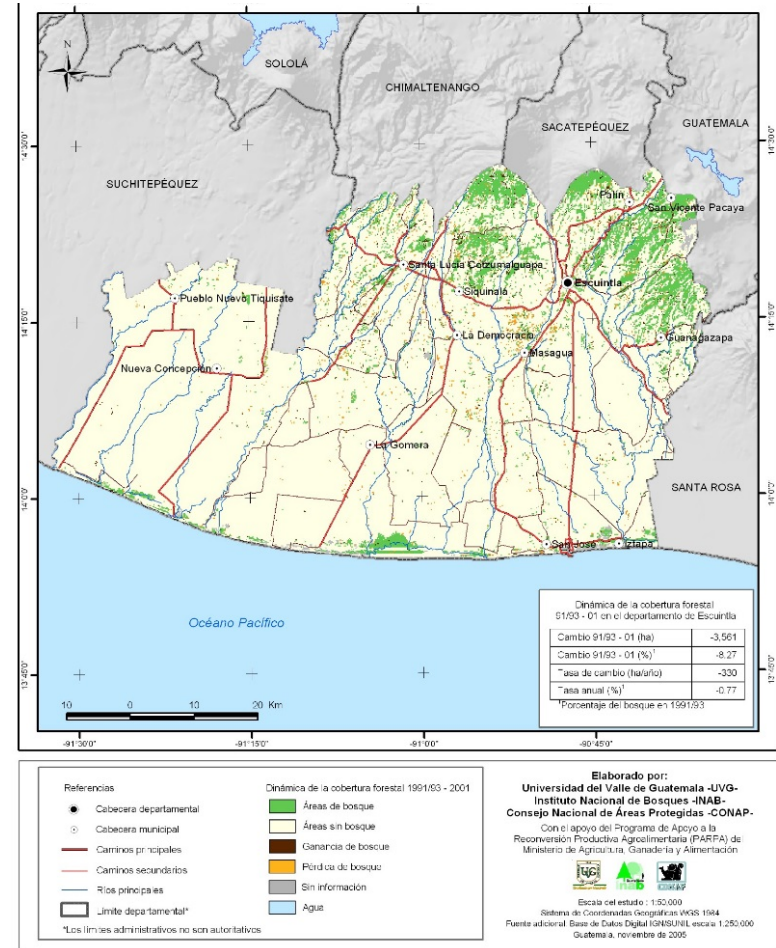 N
SOLOLÁ
CHIMALTENANGO
SACATEPÉQUEZ
GUATEMALA
SUCHITEPÉQUEZ
Palín
San Vicente Pacaya
Santa Lucía Cotzumalguapa
Escuintla
Siquinalá
Pueblo Nuevo Tiquisate
La Democracia
Guanagazapa
Masagua
Nueva Concepción
La Gomera
SANTA ROSA
San José
Iztapa
Océano Pacífico
14°30'0"
14°15'0"
14°0'0"
13°45'0"
14°30'0"
14°15'0"
14°0'0"
13°45'0"
Dinámica de la cobertura forestal
91/93 - 01 en el departamento de Escuintla
Cambio 91/93 - 01 (ha) -3,561
Cambio 91/93 - 01 (%)¹ -8.27
Tasa de cambio (ha/año) -330
Tasa anual (%)¹ -0.77
¹Porcentaje del bosque en 1991/93
10 0 10 20 Km
-91°30'0" -91°15'0" -91°0'0" -90°45'0"
Referencias
Cabecera departamental
Cabecera municipal
Caminos principales
Caminos secundarios
Ríos principales
Límite departamental*
*Los límites administrativos no son autoritativos
Dinámica de la cobertura forestal 1991/93 - 2001
Áreas de bosque
Áreas sin bosque
Ganancia de bosque
Pérdica de bosque
Sin información
Agua
Elaborado por:
Universidad del Valle de Guatemala -UVG-
Instituto Nacional de Bosques -INAB-
Consejo Nacional de Áreas Protegidas -CONAP-
Con el apoyo del Programa de Apoyo a la
Reconversión Productiva Agroalimentaria (PARPA) del
Ministerio de Agricultura, Ganadería y Alimentación
UVG
inab
CONAP
Escala del estudio : 1:50,000
Sistema de Coordenadas Geográficas WGS 1984
Fuente adicional: Base de Datos Digital IGN/SUNIL escala 1:250,000
Guatemala, noviembre de 2005